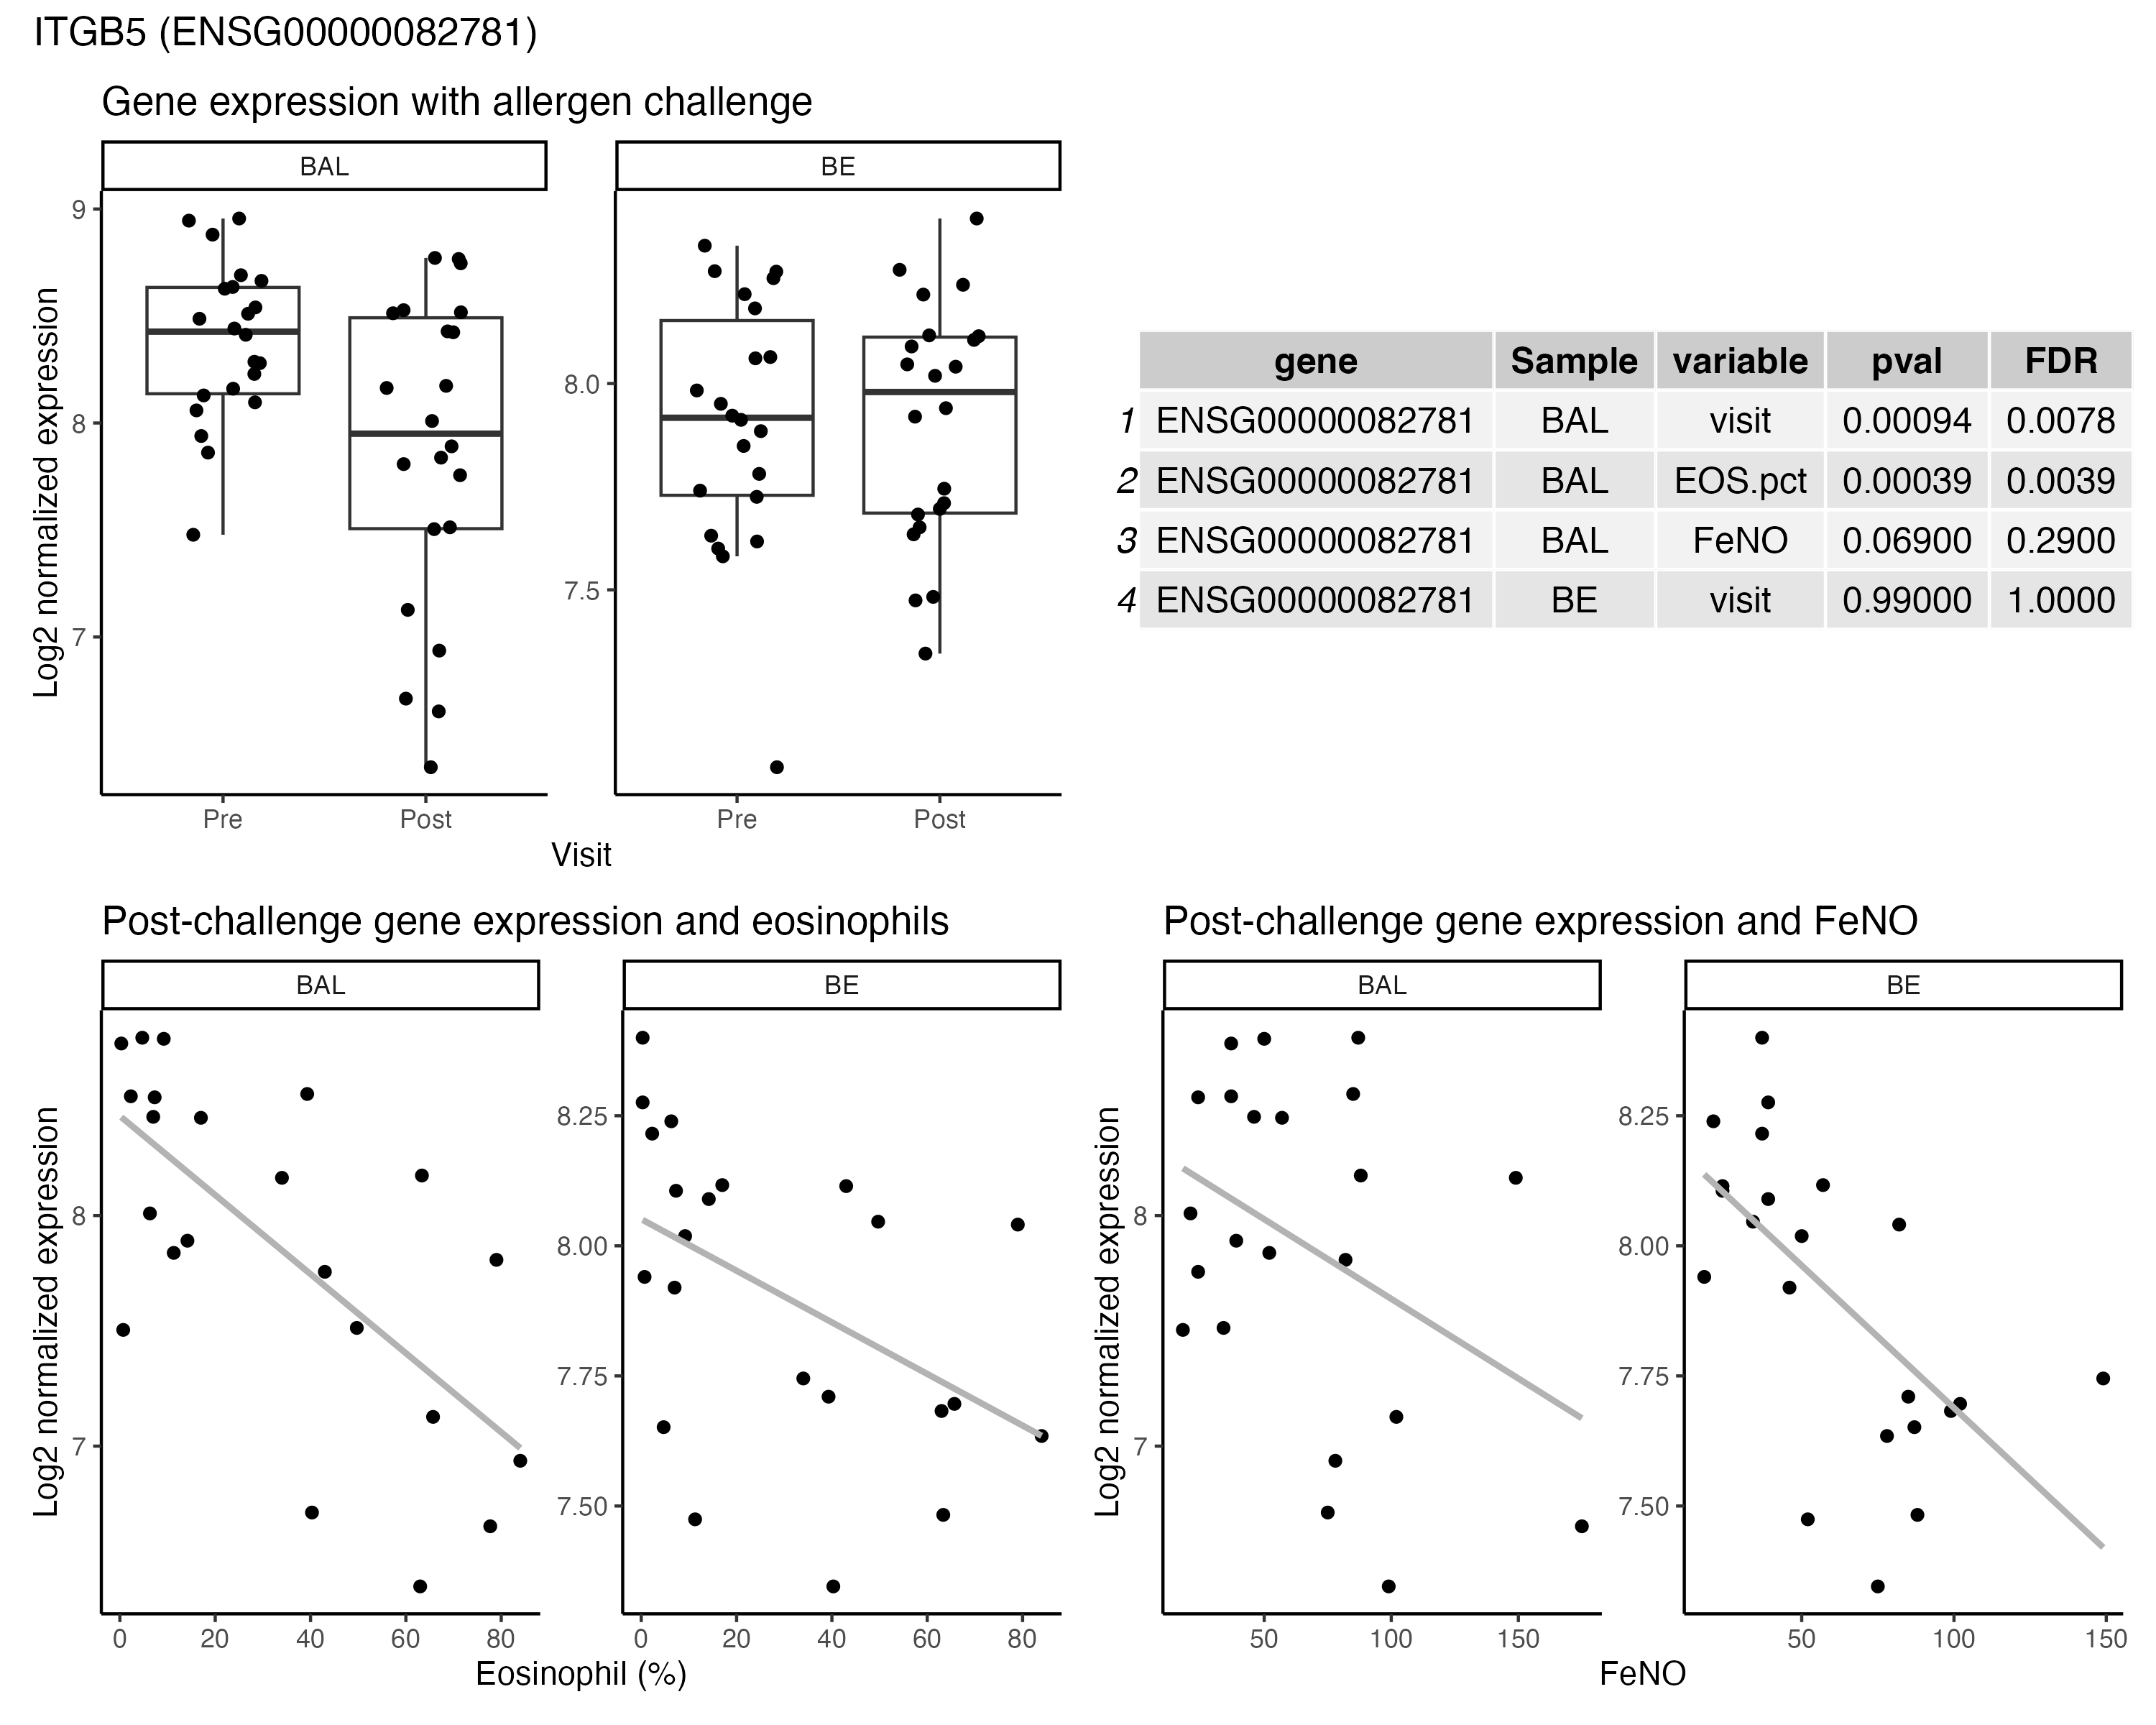 ITGB5 (ENSG00000082781)
Gene expression with allergen challenge
BAL
BE
Log2 normalized expression
9
8
7
8.0
7.5
Pre
Post
Pre
Post
Visit
gene Sample variable pval FDR
1 ENSG00000082781 BAL visit 0.00094 0.0078
2 ENSG00000082781 BAL EOS.pct 0.00039 0.0039
3 ENSG00000082781 BAL FeNO 0.06900 0.2900
4 ENSG00000082781 BE visit 0.99000 1.0000
Post-challenge gene expression and eosinophils
BAL
BE
Log2 normalized expression
8
7
8.25
8.00
7.75
7.50
0 20 40 60 80
0 20 40 60 80
Eosinophil (%)
Post-challenge gene expression and FeNO
BAL
BE
Log2 normalized expression
8
7
8.25
8.00
7.75
7.50
50 100 150
50 100 150
FeNO